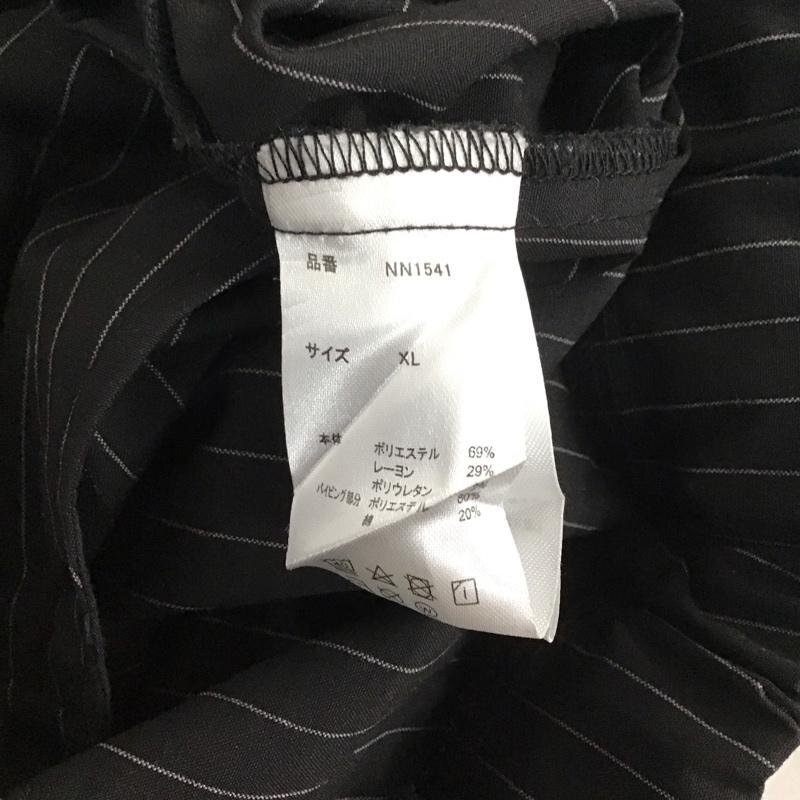 品番 NN1541
サイズ XL
本体 ポリエステル 69%
レーヨン 29%
ポリウレタン
パイピング部分 ポリエステル 80%
綿 20%